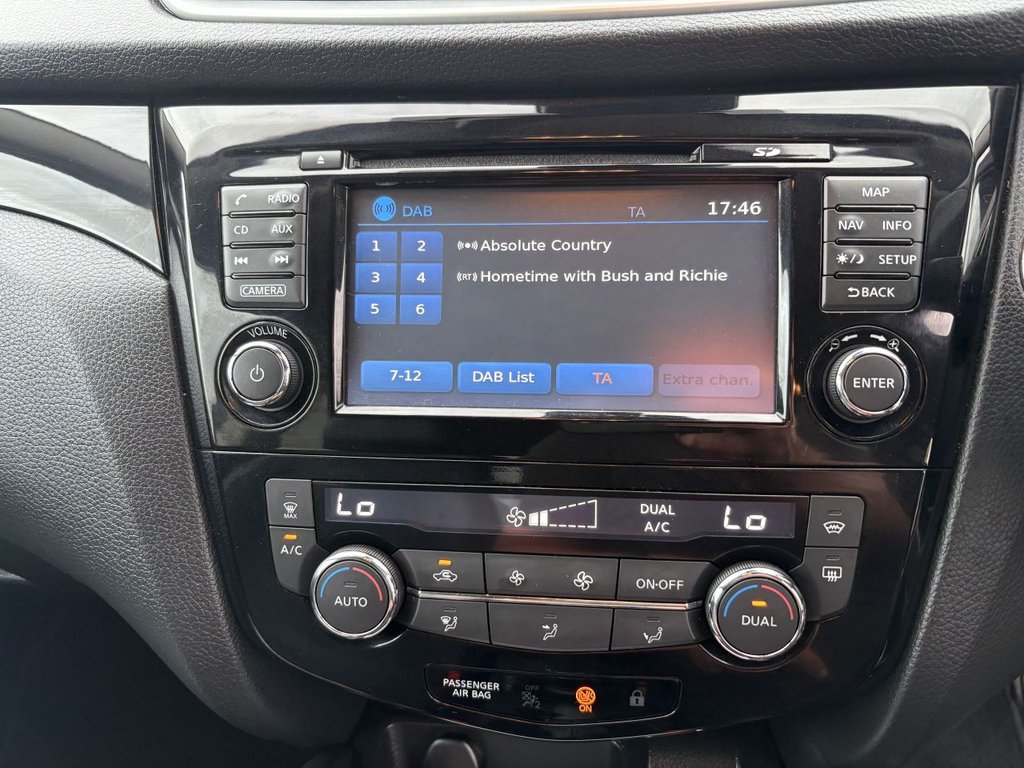 SD
RADIO
CD AUX
CAMERA
VOLUME
DAB TA 17:46
1 2 Absolute Country
3 4 (RT) Hometime with Bush and Richie
5 6
7-12 DAB List TA Extra chan.
MAP
NAV INFO
SETUP
BACK
ENTER
MAX
A/C
AUTO
Lo DUAL A/C Lo
ON·OFF
DUAL
PASSENGER
AIR BAG
OFF
2
ON